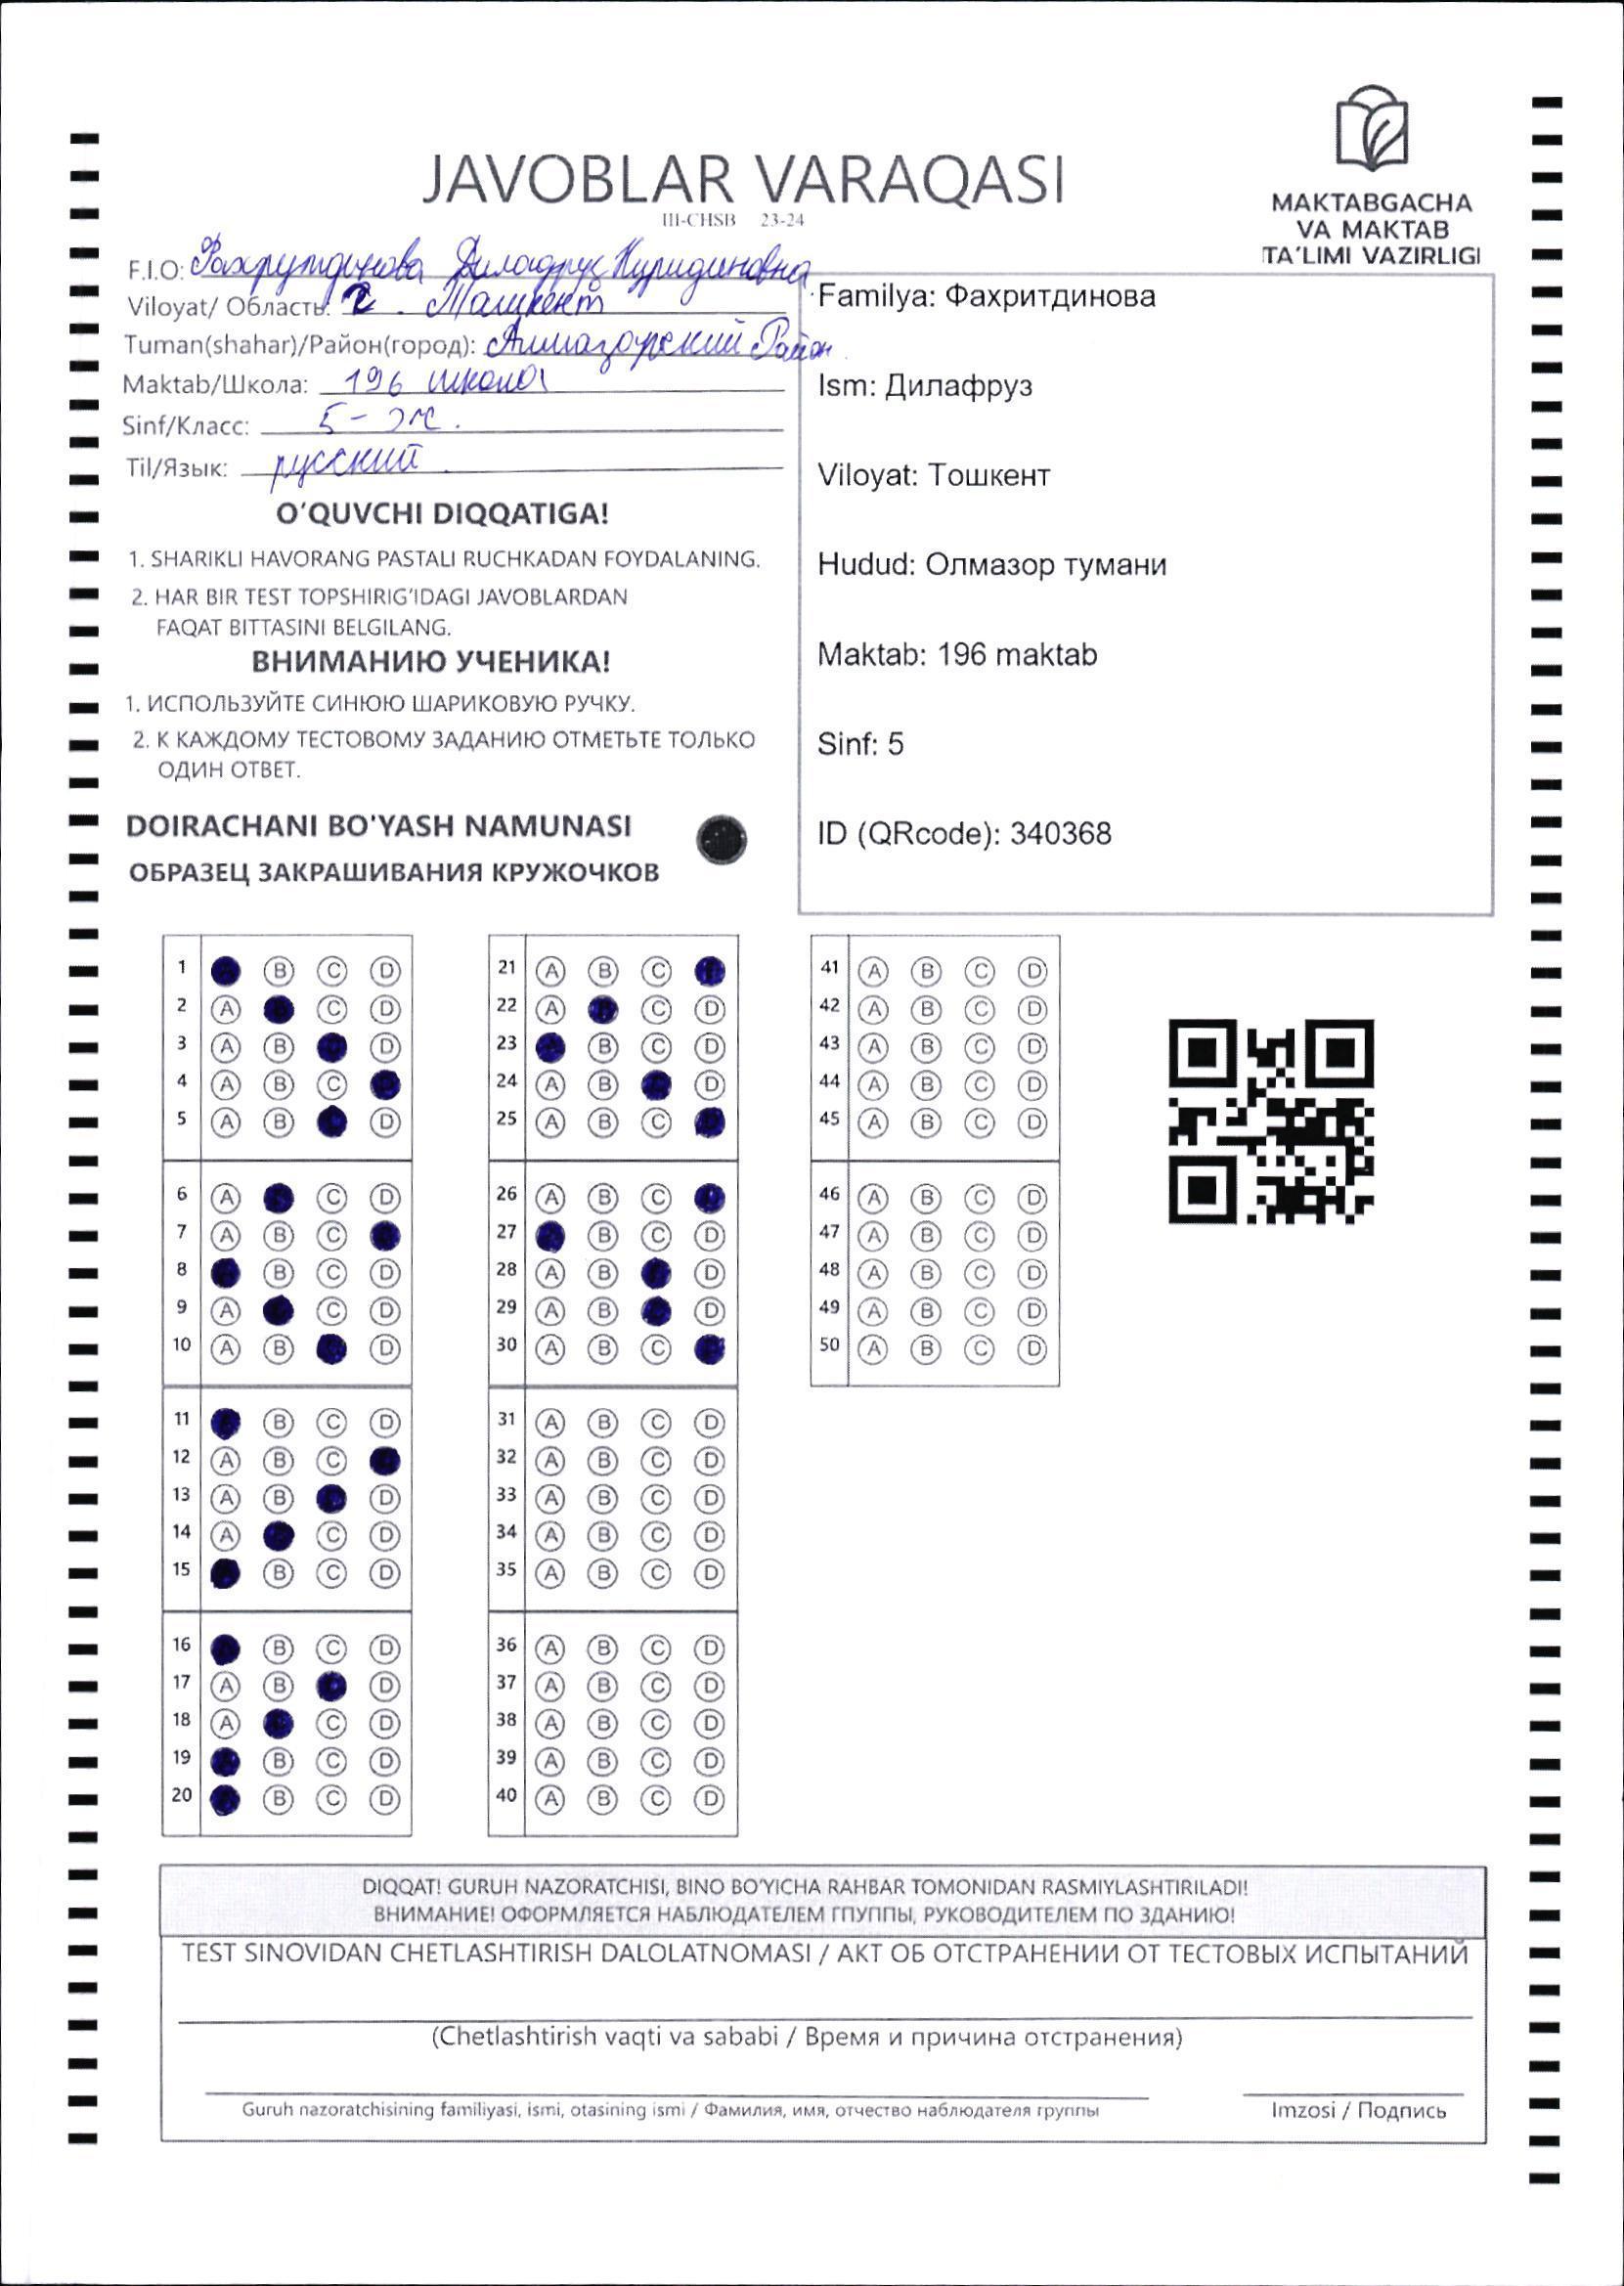 JAVOBLAR VARAQASI
III-CHSB 23-24
MAKTABGACHA
VA MAKTAB
TA'LIMI VAZIRLIGI
F.I.O: Фахрутдинова Дилафруз Нуридиновна
Viloyat/ Область: г. Ташкент
Tuman(shahar)/Район(город): Алмазорский Район
Maktab/Школа: 196 школа
Sinf/Класс: 5-Ж.
Til/Язык: русский
O'QUVCHI DIQQATIGA!
1. SHARIKLI HAVORANG PASTALI RUCHKADAN FOYDALANING.
2. HAR BIR TEST TOPSHIRIG'IDAGI JAVOBLARDAN
FAQAT BITTASINI BELGILANG.
ВНИМАНИЮ УЧЕНИКА!
1. ИСПОЛЬЗУЙТЕ СИНЮЮ ШАРИКОВУЮ РУЧКУ.
2. К КАЖДОМУ ТЕСТОВОМУ ЗАДАНИЮ ОТМЕТЬТЕ ТОЛЬКО
ОДИН ОТВЕТ.
DOIRACHANI BO'YASH NAMUNASI
ОБРАЗЕЦ ЗАКРАШИВАНИЯ КРУЖОЧКОВ
Familya: Фахритдинова
Ism: Дилафруз
Viloyat: Тошкент
Hudud: Олмазор тумани
Maktab: 196 maktab
Sinf: 5
ID (QRcode): 340368
1 B C D
2 A C D
3 A B D
4 A B C
5 A B D
6 A C D
7 A B C
8 B C D
9 A C D
10 A B D
11 B C D
12 A B C
13 A B D
14 A C D
15 B C D
16 B C D
17 A B D
18 A C D
19 B C D
20 B C D
21 A B C
22 A C D
23 B C D
24 A B D
25 A B C
26 A B C
27 B C D
28 A B D
29 A B D
30 A B C
31 A B C D
32 A B C D
33 A B C D
34 A B C D
35 A B C D
36 A B C D
37 A B C D
38 A B C D
39 A B C D
40 A B C D
41 A B C D
42 A B C D
43 A B C D
44 A B C D
45 A B C D
46 A B C D
47 A B C D
48 A B C D
49 A B C D
50 A B C D
DIQQAT! GURUH NAZORATCHISI, BINO BO'YICHA RAHBAR TOMONIDAN RASMIYLASHTIRILADI!
ВНИМАНИЕ! ОФОРМЛЯЕТСЯ НАБЛЮДАТЕЛЕМ ГПУППЫ, РУКОВОДИТЕЛЕМ ПО ЗДАНИЮ!
TEST SINOVIDAN CHETLASHTIRISH DALOLATNOMASI / АКТ ОБ ОТСТРАНЕНИИ ОТ ТЕСТОВЫХ ИСПЫТАНИЙ
(Chetlashtirish vaqti va sababi / Время и причина отстранения)
Guruh nazoratchisining familiyasi, ismi, otasining ismi / Фамилия, имя, отчество наблюдателя группы
Imzosi / Подпись